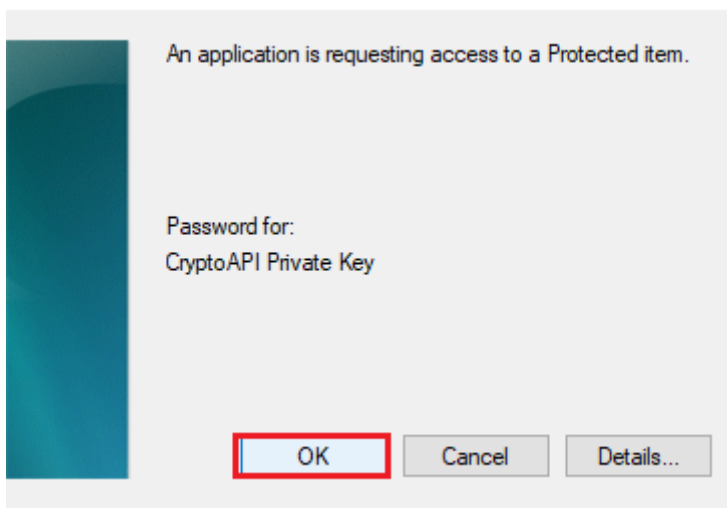 An application is requesting access to a Protected item.
Password for:
CryptoAPI Private Key
OK Cancel Details...